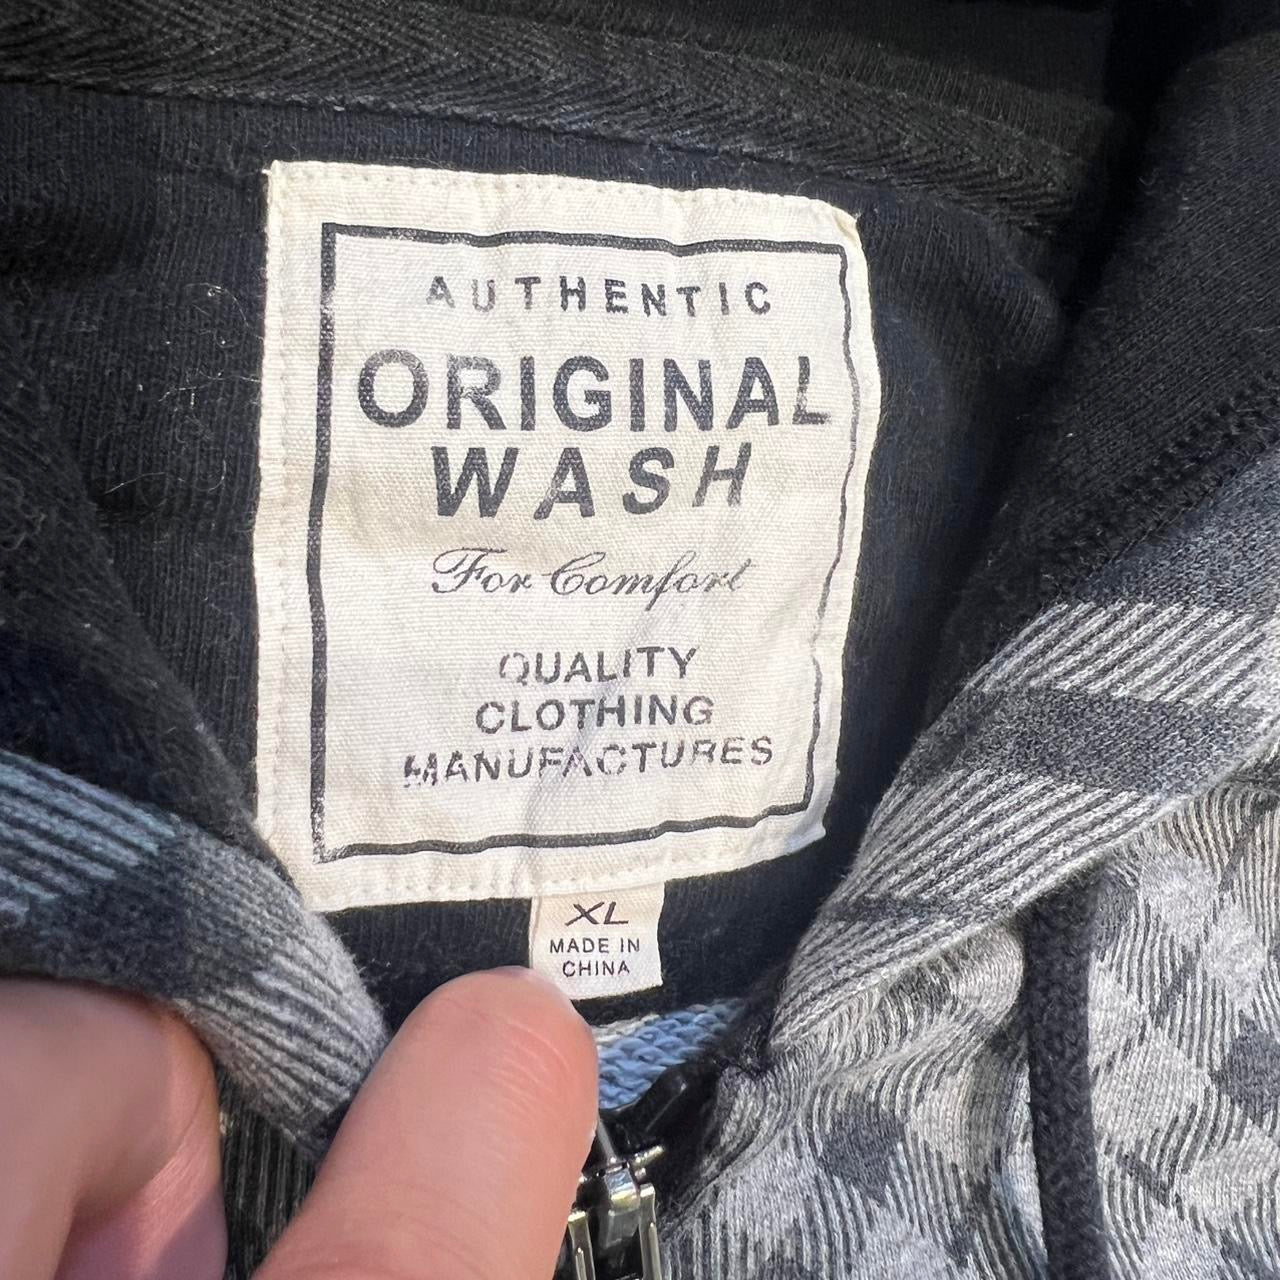 AUTHENTIC
ORIGINAL
WASH
For Comfort
QUALITY
CLOTHING
MANUFACTURES
XL
MADE IN
CHINA